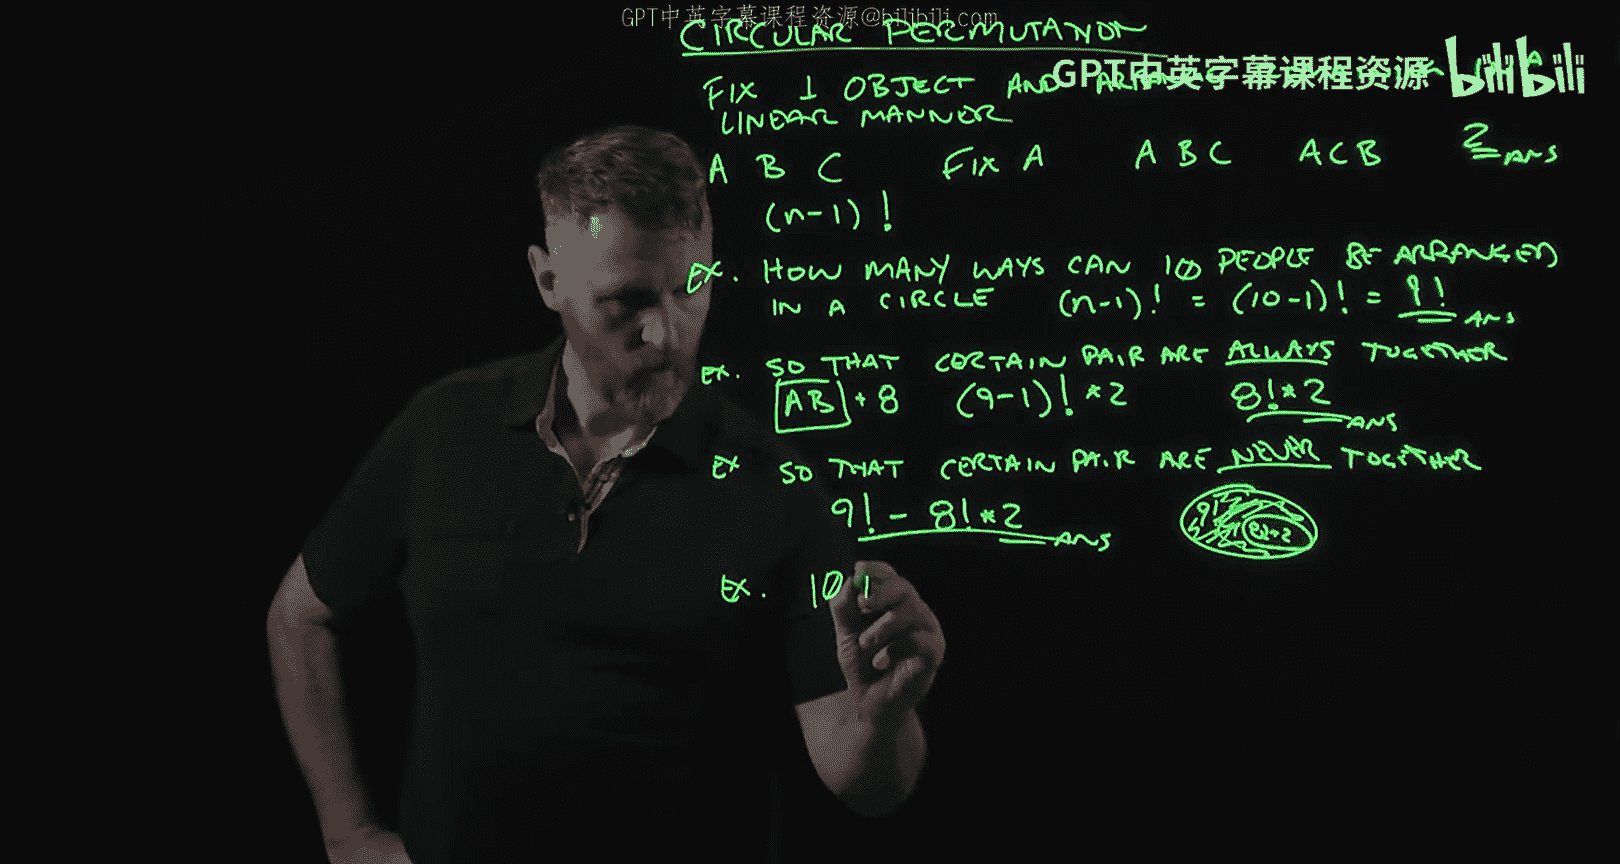 GPT中英字幕课程资源@bilibili.com
CIRCULAR PERMUTATION
GPT中英字幕课程资源 bilibili
FIX 1 OBJECT AND
LINEAR MANNER
A B C FIX A A B C A C B 2 ANS
(n-1)!
EX. HOW MANY WAYS CAN 10 PEOPLE BE ARRANGED
IN A CIRCLE (n-1)! = (10-1)! = 9! ANS
EX. SO THAT CERTAIN PAIR ARE ALWAYS TOGETHER
AB + 8 (9-1)! * 2 8! * 2 ANS
EX SO THAT CERTAIN PAIR ARE NEVER TOGETHER
9! - 8! * 2 ANS 9! 8! * 2
EX. 10